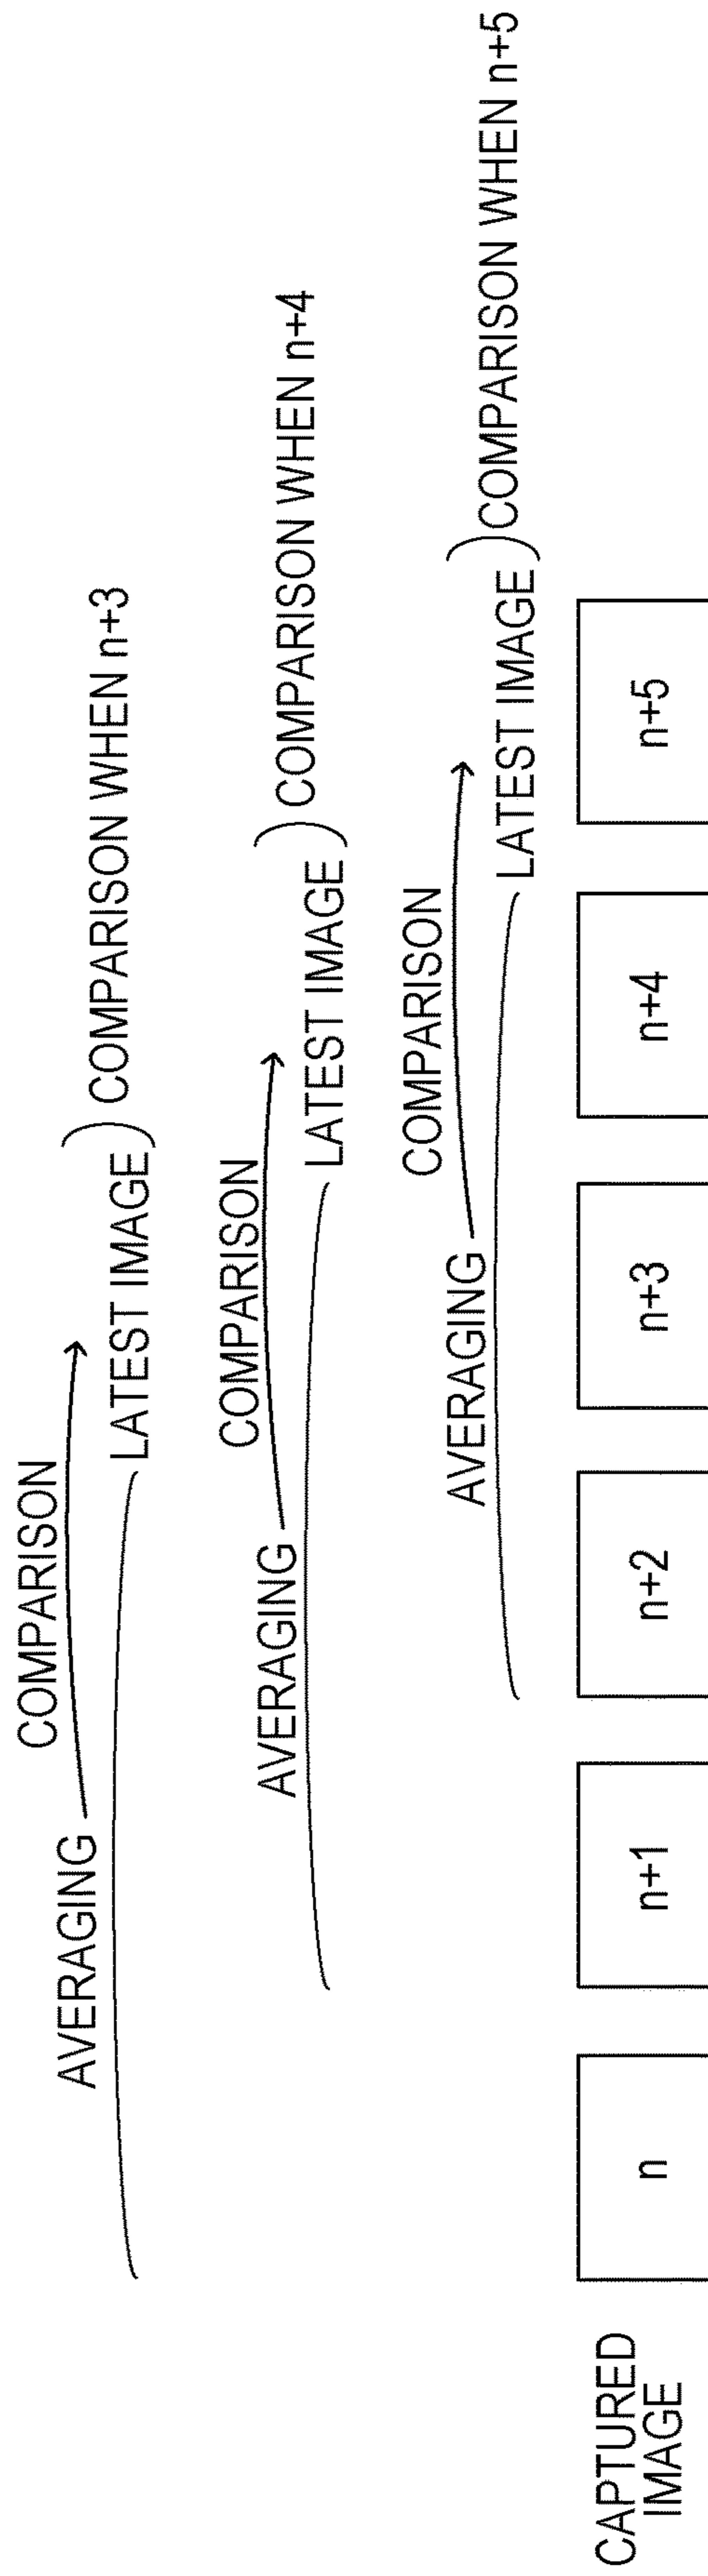 COMPARISON
AVERAGING
LATEST IMAGE
COMPARISON WHEN n+3
COMPARISON
AVERAGING
LATEST IMAGE
COMPARISON WHEN n+4
COMPARISON
AVERAGING
LATEST IMAGE
COMPARISON WHEN n+5
CAPTURED
IMAGE
n
n+1
n+2
n+3
n+4
n+5